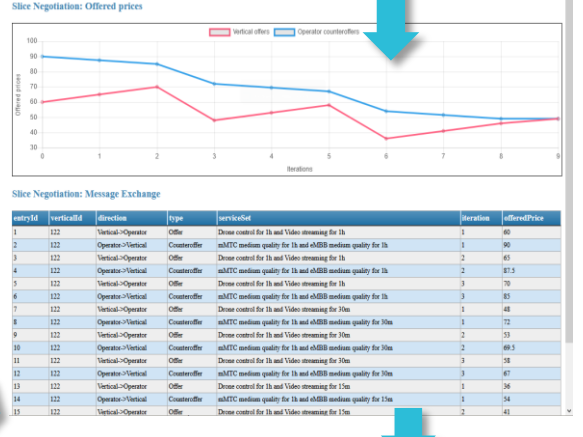 Slice Negotiation: Offered prices
Vertical offers Operator counteroffers
100
90
80
70
60
50
40
30
Offered prices
0 1 2 3 4 5 6 7 8 9
Iterations
Slice Negotiation: Message Exchange
entryId verticalId direction type serviceSet iteration offeredPrice
1 122 Vertical->Operator Offer Drone control for 1h and Video streaming for 1h 1 60
2 122 Operator->Vertical Counteroffer mMTC medium quality for 1h and eMBB medium quality for 1h 1 90
3 122 Vertical->Operator Offer Drone control for 1h and Video streaming for 1h 2 65
4 122 Operator->Vertical Counteroffer mMTC medium quality for 1h and eMBB medium quality for 1h 2 87.5
5 122 Vertical->Operator Offer Drone control for 1h and Video streaming for 1h 3 70
6 122 Operator->Vertical Counteroffer mMTC medium quality for 1h and eMBB medium quality for 1h 3 85
7 122 Vertical->Operator Offer Drone control for 30m and Video streaming for 30m 1 48
8 122 Operator->Vertical Counteroffer mMTC medium quality for 30m and eMBB medium quality for 30m 1 72
9 122 Vertical->Operator Offer Drone control for 30m and Video streaming for 30m 2 53
10 122 Operator->Vertical Counteroffer mMTC medium quality for 30m and eMBB medium quality for 30m 2 69.5
11 122 Vertical->Operator Offer Drone control for 30m and Video streaming for 30m 3 58
12 122 Operator->Vertical Counteroffer mMTC medium quality for 1h and eMBB medium quality for 30m 3 67
13 122 Vertical->Operator Offer Drone control for 1h and Video streaming for 15m 1 36
14 122 Operator->Vertical Counteroffer mMTC medium quality for 1h and eMBB medium quality for 15m 1 54
15 122 Vertical->Operator Offer Drone control for 1h and Video streaming for 15m 2 41